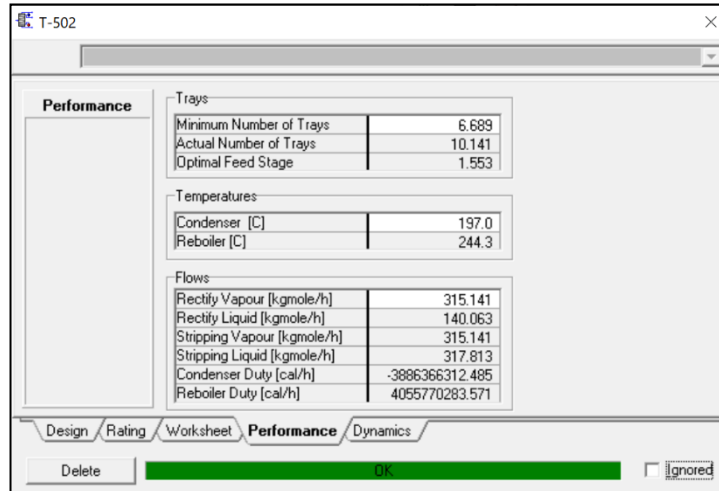 T-502
Performance
Trays
Minimum Number of Trays 6.689
Actual Number of Trays 10.141
Optimal Feed Stage 1.553
Temperatures
Condenser [C] 197.0
Reboiler [C] 244.3
Flows
Rectify Vapour [kgmole/h] 315.141
Rectify Liquid [kgmole/h] 140.063
Stripping Vapour [kgmole/h] 315.141
Stripping Liquid [kgmole/h] 317.813
Condenser Duty [cal/h] -3886366312.485
Reboiler Duty [cal/h] 4055770283.571
Design Rating Worksheet Performance Dynamics
Delete OK Ignored